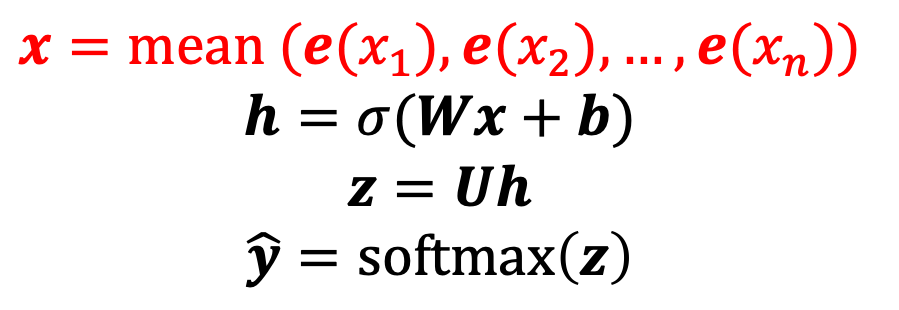 x = mean (e(x₁), e(x₂), … , e(xₙ))
h = σ(Wx + b)
z = Uh
ŷ = softmax(z)